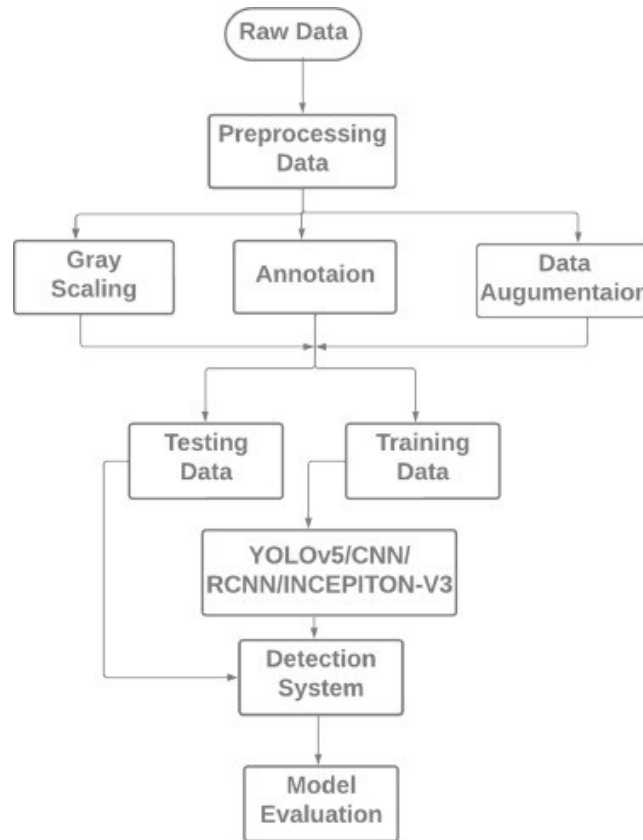 Raw Data
Preprocessing
Data
Gray
Scaling
Annotaion
Data
Augumentaion
Testing
Data
Training
Data
YOLOv5/CNN/
RCNN/INCEPITON-V3
Detection
System
Model
Evaluation